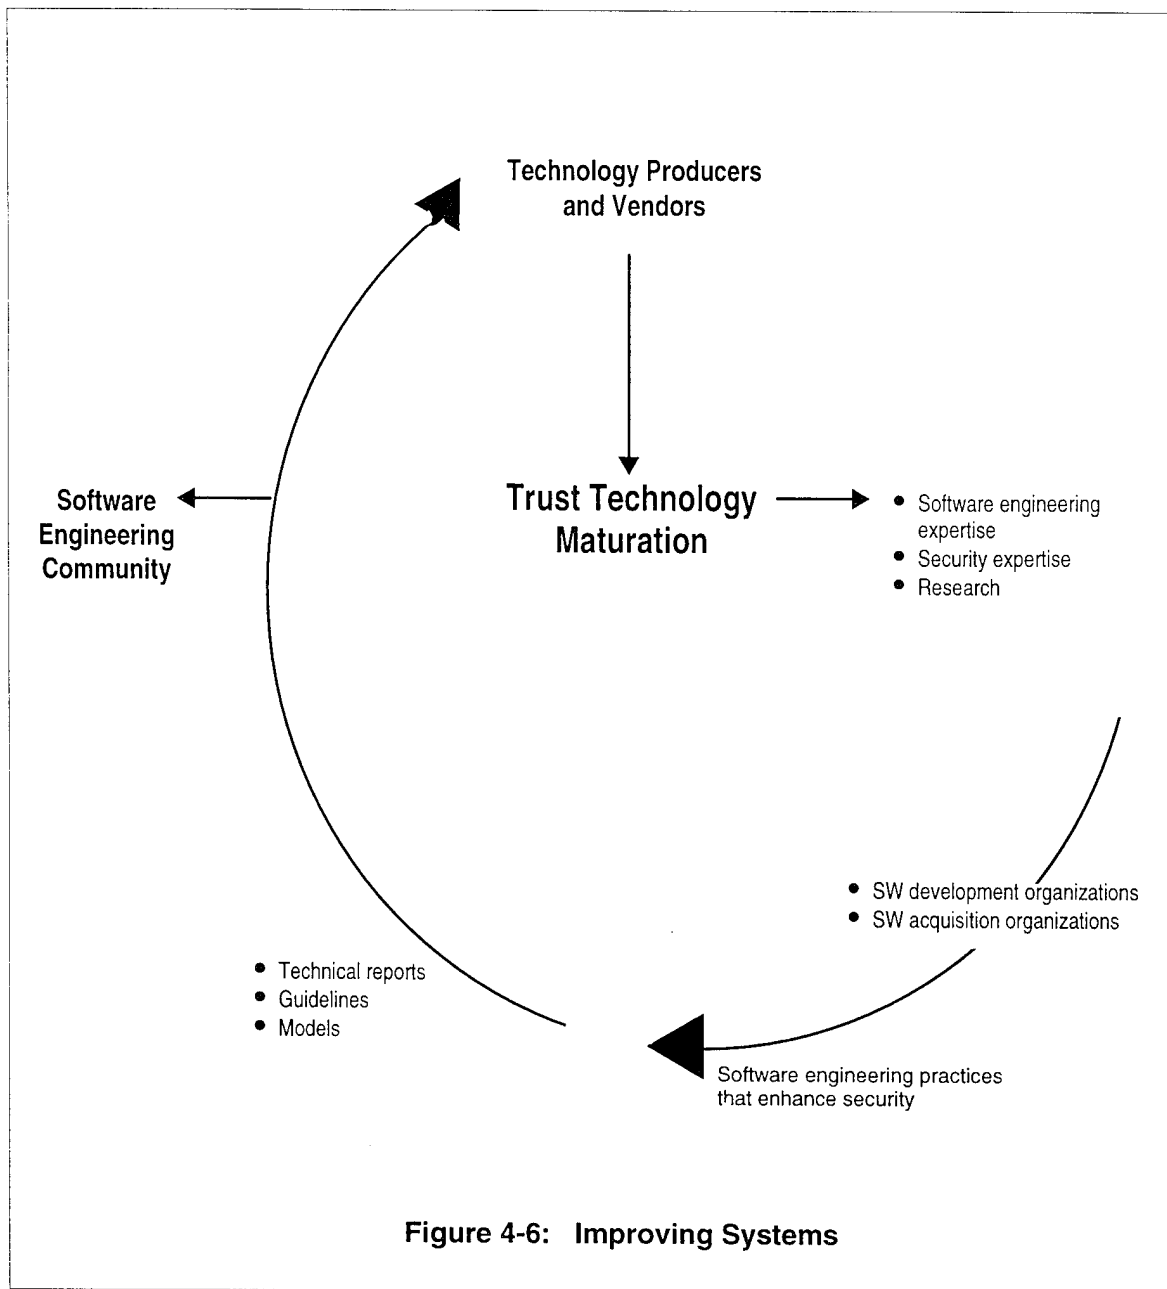 Technology Producers
and Vendors
Software
Engineering
Community
Trust Technology
Maturation
• Software engineering
expertise
• Security expertise
• Research
• SW development organizations
• SW acquisition organizations
• Technical reports
• Guidelines
• Models
Software engineering practices
that enhance security
Figure 4-6: Improving Systems